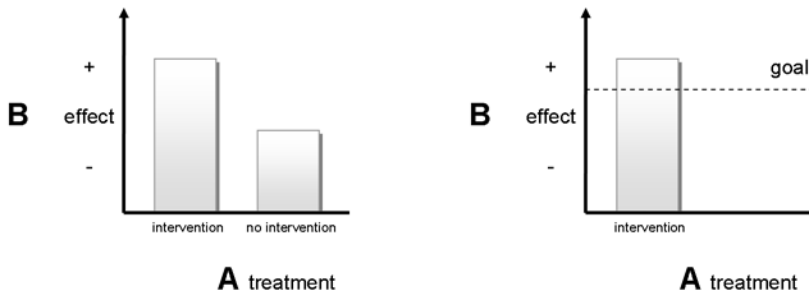 +
B effect
-
intervention no intervention
A treatment
+ goal
B effect
-
intervention
A treatment